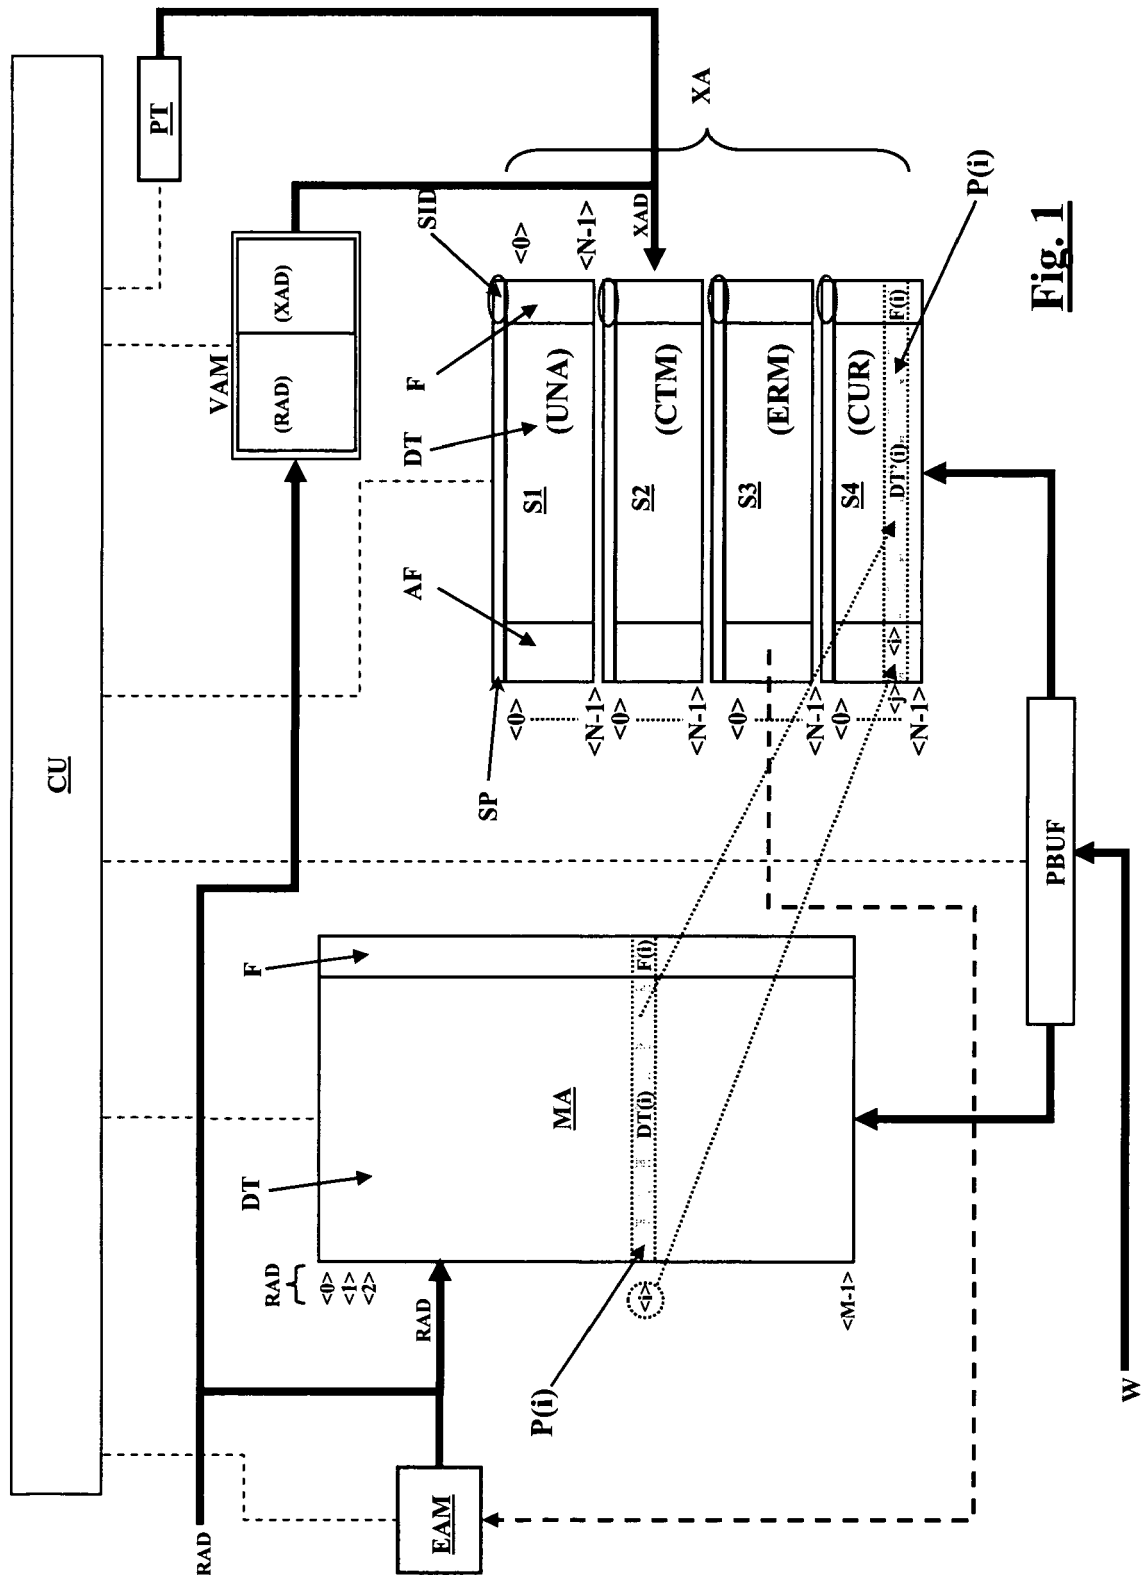 CU
PT
VAM
(RAD) (XAD)
RAD
EAM
RAD
RAD
<0>
<1>
<2>
<i>
<M-1>
DT
F
MA
DT(i) F(i)
P(i)
SP
AF
DT
F
SID
<0>
<N-1>
XAD
XA
<0>
<N-1>
S1 (UNA)
<0>
<N-1>
S2 (CTM)
<0>
<N-1>
S3 (ERM)
<0>
<j>
<N-1>
S4 (CUR)
<i> DT'(i) F(i)
P(i)
PBUF
W
Fig. 1